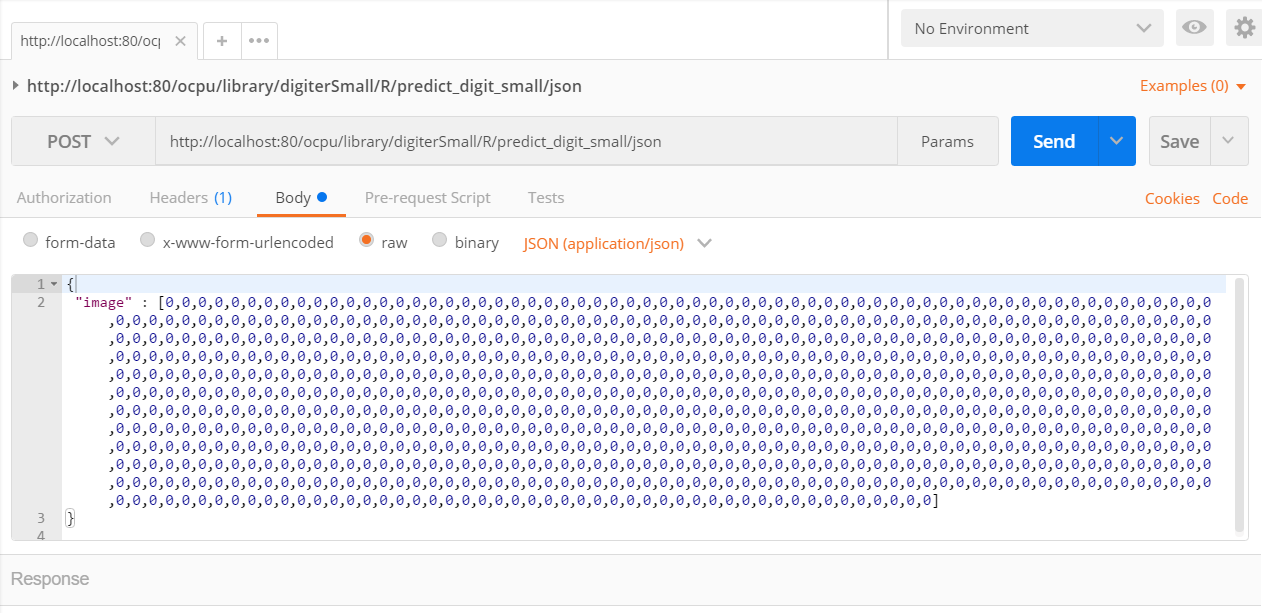 http://localhost:80/ocp
No Environment
http://localhost:80/ocpu/library/digiterSmall/R/predict_digit_small/json
Examples (0)
POST http://localhost:80/ocpu/library/digiterSmall/R/predict_digit_small/json Params Send Save
Authorization Headers (1) Body Pre-request Script Tests Cookies Code
form-data x-www-form-urlencoded raw binary JSON (application/json)
1 {
2 "image" : [0,0,0,0,0,0,0,0,0,0,0,0,0,0,0,0,0,0,0,0,0,0,0,0,0,0,0,0,0,0,0,0,0,0,0,0,0,0,0,0,0,0,0,0,0,0,0,0,0,0,0,0,0,0,0,0,0,0,0,0,0,0,0,0
,0,0,0,0,0,0,0,0,0,0,0,0,0,0,0,0,0,0,0,0,0,0,0,0,0,0,0,0,0,0,0,0,0,0,0,0,0,0,0,0,0,0,0,0,0,0,0,0,0,0,0,0,0,0,0,0,0,0,0,0,0,0,0,0,0,0,0
,0,0,0,0,0,0,0,0,0,0,0,0,0,0,0,0,0,0,0,0,0,0,0,0,0,0,0,0,0,0,0,0,0,0,0,0,0,0,0,0,0,0,0,0,0,0,0,0,0,0,0,0,0,0,0,0,0,0,0,0,0,0,0,0,0,0,0
,0,0,0,0,0,0,0,0,0,0,0,0,0,0,0,0,0,0,0,0,0,0,0,0,0,0,0,0,0,0,0,0,0,0,0,0,0,0,0,0,0,0,0,0,0,0,0,0,0,0,0,0,0,0,0,0,0,0,0,0,0,0,0,0,0,0,0
,0,0,0,0,0,0,0,0,0,0,0,0,0,0,0,0,0,0,0,0,0,0,0,0,0,0,0,0,0,0,0,0,0,0,0,0,0,0,0,0,0,0,0,0,0,0,0,0,0,0,0,0,0,0,0,0,0,0,0,0,0,0,0,0,0,0,0
,0,0,0,0,0,0,0,0,0,0,0,0,0,0,0,0,0,0,0,0,0,0,0,0,0,0,0,0,0,0,0,0,0,0,0,0,0,0,0,0,0,0,0,0,0,0,0,0,0,0,0,0,0,0,0,0,0,0,0,0,0,0,0,0,0,0,0
,0,0,0,0,0,0,0,0,0,0,0,0,0,0,0,0,0,0,0,0,0,0,0,0,0,0,0,0,0,0,0,0,0,0,0,0,0,0,0,0,0,0,0,0,0,0,0,0,0,0,0,0,0,0,0,0,0,0,0,0,0,0,0,0,0,0,0
,0,0,0,0,0,0,0,0,0,0,0,0,0,0,0,0,0,0,0,0,0,0,0,0,0,0,0,0,0,0,0,0,0,0,0,0,0,0,0,0,0,0,0,0,0,0,0,0,0,0,0,0,0,0,0,0,0,0,0,0,0,0,0,0,0,0,0
,0,0,0,0,0,0,0,0,0,0,0,0,0,0,0,0,0,0,0,0,0,0,0,0,0,0,0,0,0,0,0,0,0,0,0,0,0,0,0,0,0,0,0,0,0,0,0,0,0,0,0,0,0,0,0,0,0,0,0,0,0,0,0,0,0,0,0
,0,0,0,0,0,0,0,0,0,0,0,0,0,0,0,0,0,0,0,0,0,0,0,0,0,0,0,0,0,0,0,0,0,0,0,0,0,0,0,0,0,0,0,0,0,0,0,0,0,0,0,0,0,0,0,0,0,0,0,0,0,0,0,0,0,0,0
,0,0,0,0,0,0,0,0,0,0,0,0,0,0,0,0,0,0,0,0,0,0,0,0,0,0,0,0,0,0,0,0,0,0,0,0,0,0,0,0,0,0,0,0,0,0,0,0,0,0,0,0,0,0,0,0,0,0,0,0,0,0,0,0,0,0,0
,0,0,0,0,0,0,0,0,0,0,0,0,0,0,0,0,0,0,0,0,0,0,0,0,0,0,0,0,0,0,0,0,0,0,0,0,0,0,0,0,0,0,0,0,0,0,0,0,0,0]
3 }
4
Response